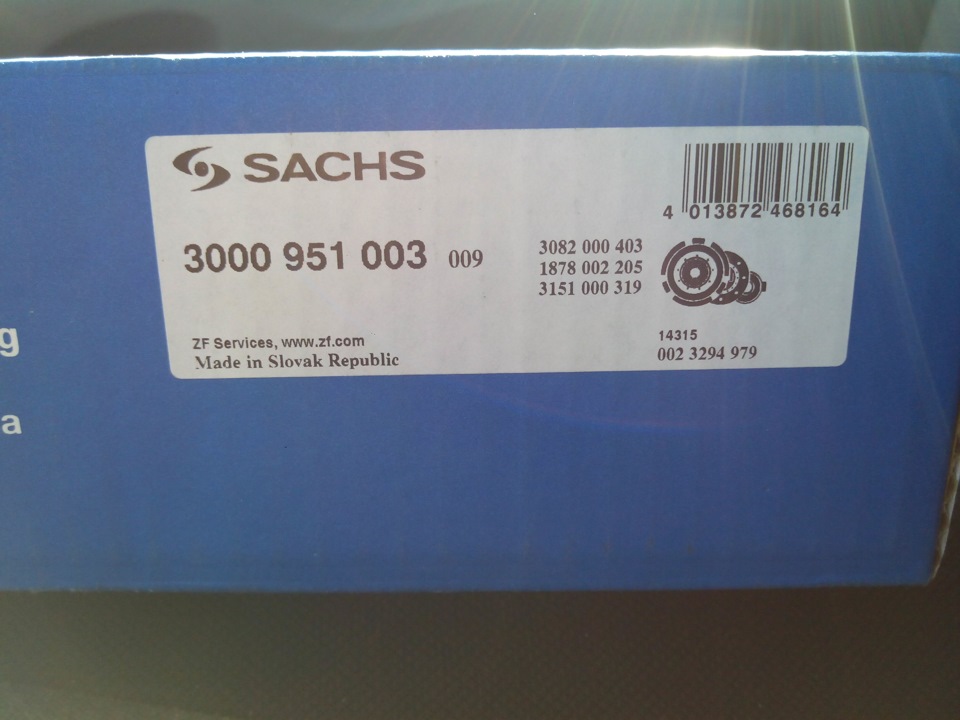 SACHS
4 013872 468164
3000 951 003 009
3082 000 403
1878 002 205
3151 000 319
ZF Services, www.zf.com
Made in Slovak Republic
14315
002 3294 979
g
a